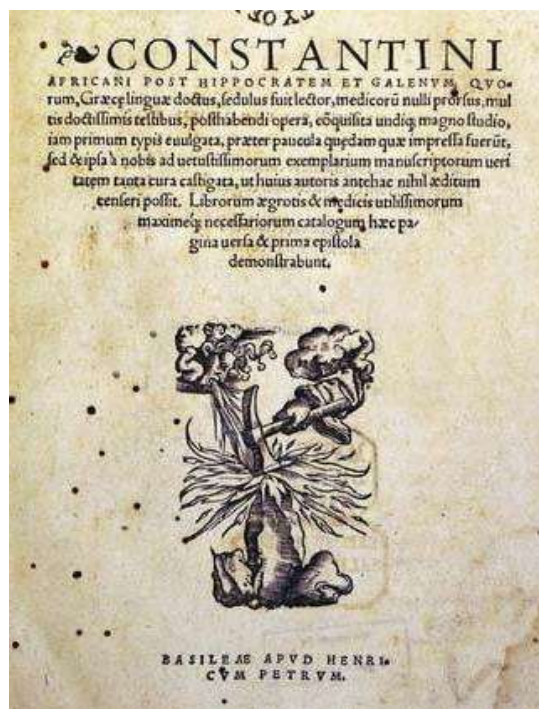 CONSTANTINI
AFRICANI POST HIPPOCRATEM ET GALENVM, QVO-
rum, Græcę linguæ doctus, sedulus fuit lector, medicorū nulli prorsus, mul
tis doctissimis testibus, posthabendi opera, cōquisita undiq; magno studio,
iam primum typis euulgata, præter paucula quędam quæ impressa fuerūt,
sed & ipsa à nobis ad uetustissimorum exemplarium manuscriptorum ueri
tatem tanta cura castigata, ut huius autoris antehac nihil æditum
censeri possit. Librorum ægrotis & medicis utilissimorum
maximeq; necessariorum catalogum hæc pa-
gina uersa & prima epistola
demonstrabunt.
BASILEAE APVD HENRI-
CVM PETRVM.